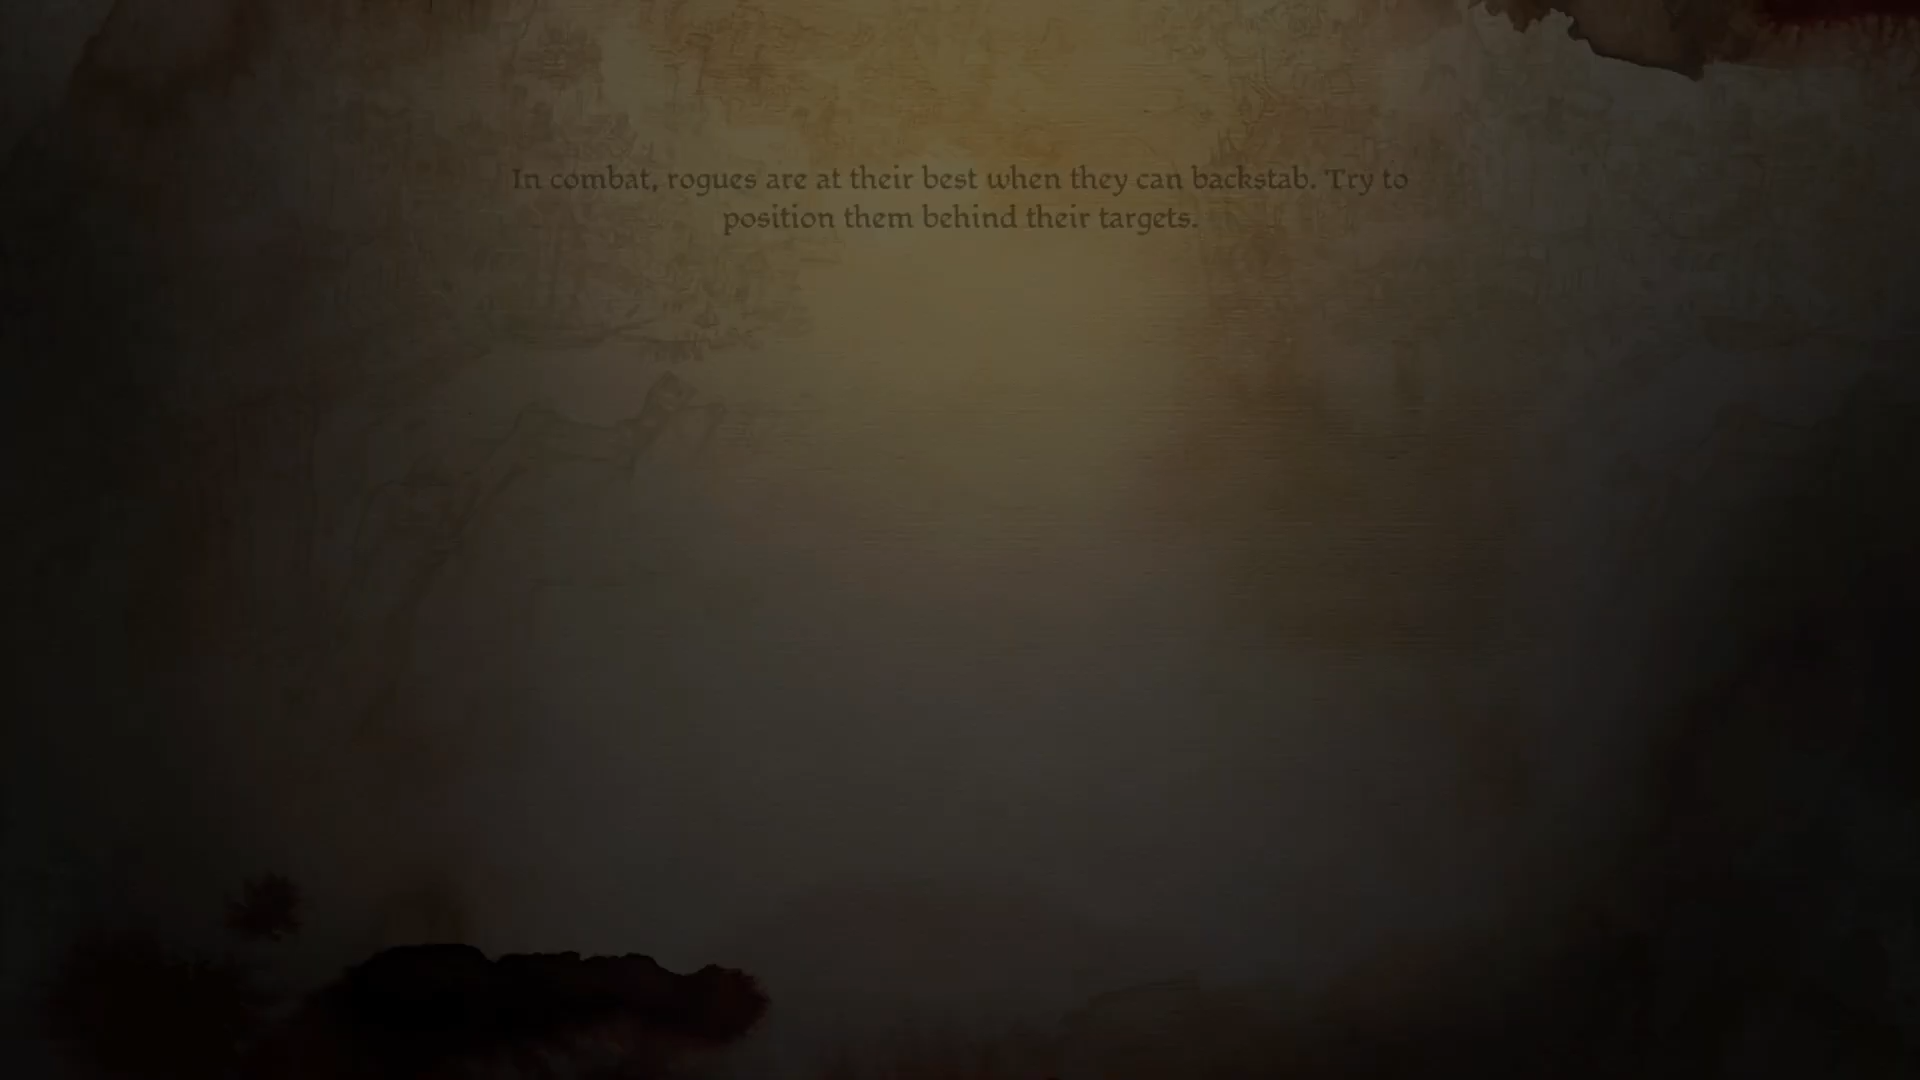 In combat, rogues are at their best when they can backstab. Try to
position them behind their targets.